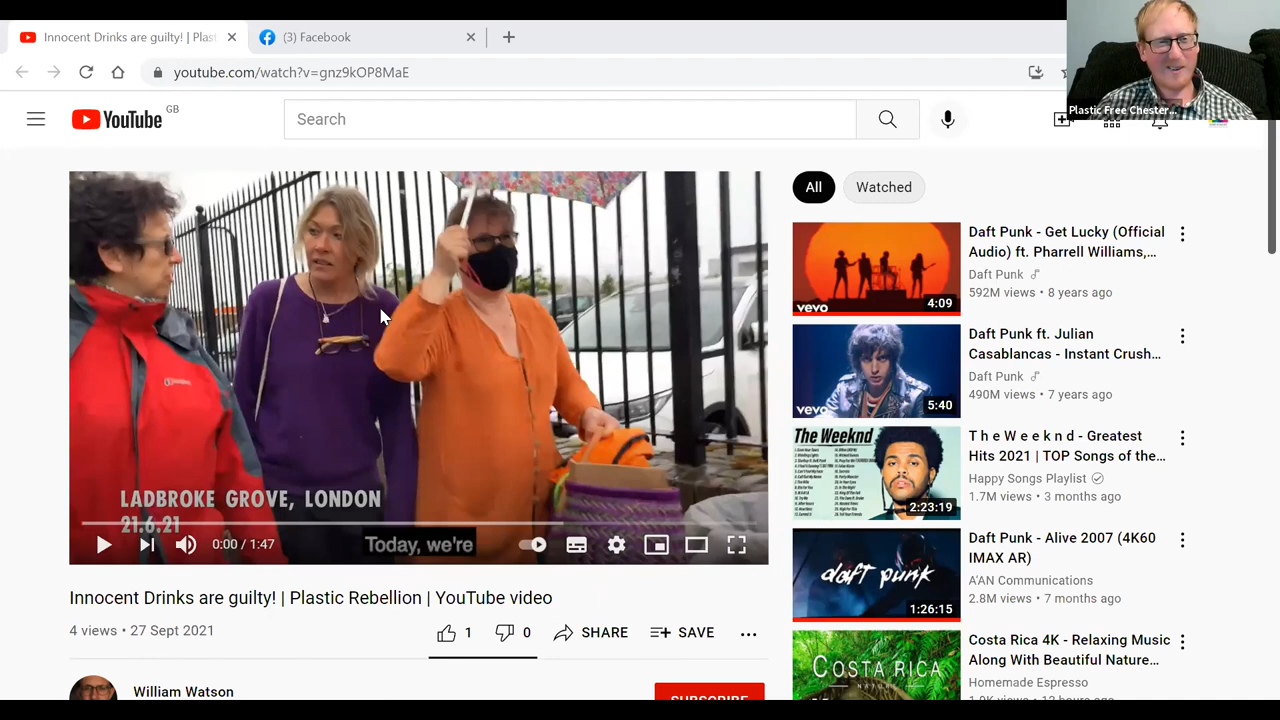 Innocent Drinks are guilty! | Plast
(3) Facebook
youtube.com/watch?v=gnz9kOP8MaE
Plastic Free Chester...
YouTube GB
Search
All
Watched
LADBROKE GROVE, LONDON
21.6.21
0:00 / 1:47
Today, we're
Innocent Drinks are guilty! | Plastic Rebellion | YouTube video
4 views • 27 Sept 2021
1
0
SHARE
SAVE
William Watson
SUBSCRIBE
vevo
4:09
Daft Punk - Get Lucky (Official
Audio) ft. Pharrell Williams,...
Daft Punk
592M views • 8 years ago
vevo
5:40
Daft Punk ft. Julian
Casablancas - Instant Crush...
Daft Punk
490M views • 7 years ago
The Weeknd
2:23:19
T h e W e e k n d - Greatest
Hits 2021 | TOP Songs of the...
Happy Songs Playlist
1.7M views • 3 months ago
daft punk
1:26:15
Daft Punk - Alive 2007 (4K60
IMAX AR)
A'AN Communications
2.8M views • 7 months ago
COSTA RICA
Costa Rica 4K - Relaxing Music
Along With Beautiful Nature...
Homemade Espresso